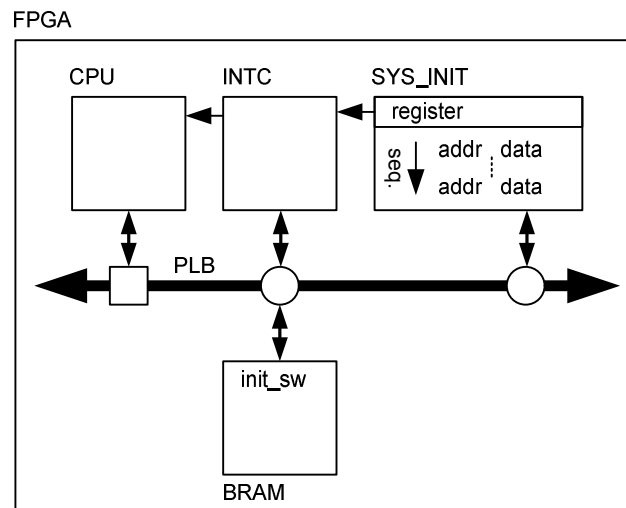 FPGA
CPU
INTC
SYS_INIT
register
seq.
addr data
addr data
PLB
init_sw
BRAM